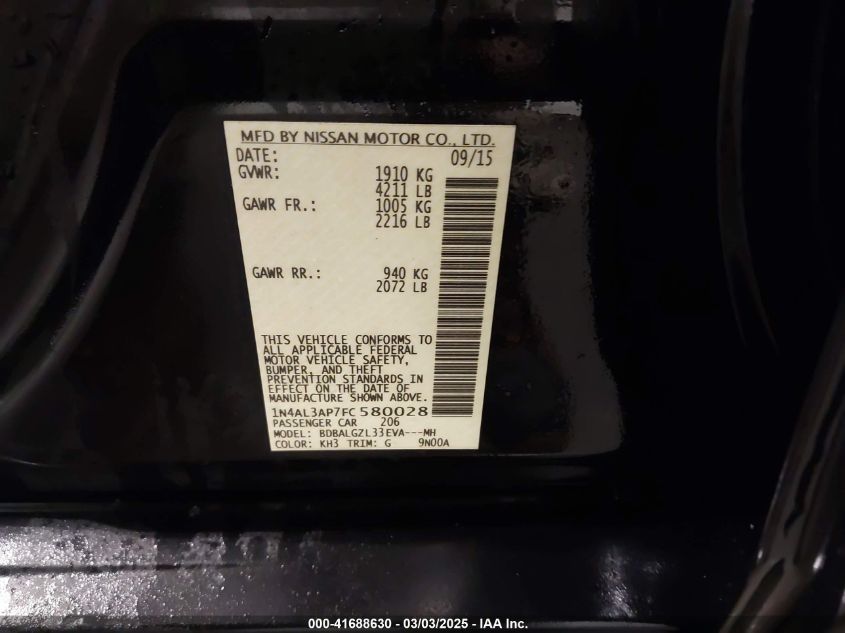 MFD BY NISSAN MOTOR CO., LTD.
DATE: 09/15
GVWR: 1910 KG
4211 LB
GAWR FR.: 1005 KG
2216 LB
GAWR RR.: 940 KG
2072 LB
THIS VEHICLE CONFORMS TO
ALL APPLICABLE FEDERAL
MOTOR VEHICLE SAFETY,
BUMPER, AND THEFT
PREVENTION STANDARDS IN
EFFECT ON THE DATE OF
MANUFACTURE SHOWN ABOVE.
1N4AL3AP7FC580028
PASSENGER CAR 206
MODEL: BDBALGZL33EVA---MH
COLOR: KH3 TRIM: G 9N00A
000-41688630 - 03/03/2025 - IAA Inc.